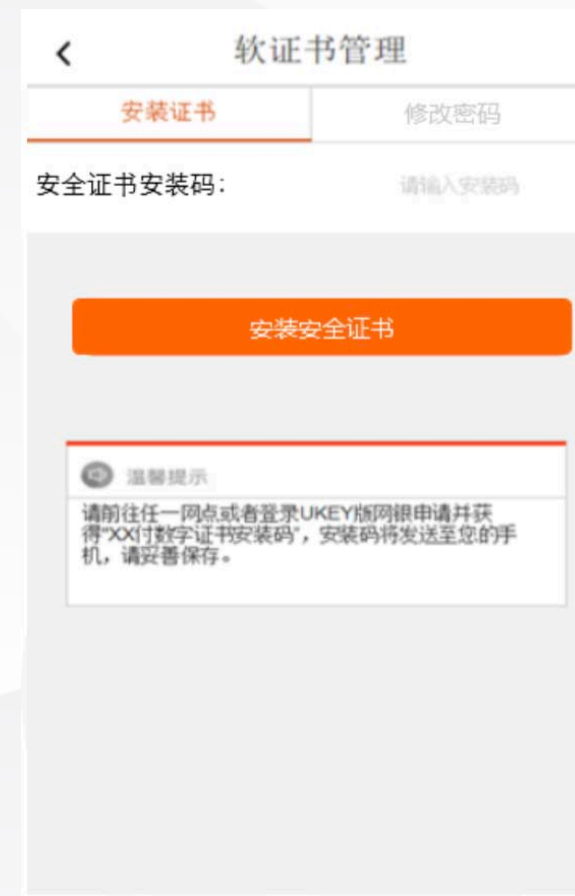 软证书管理
安装证书
修改密码
安全证书安装码：
请输入安装码
安装安全证书
温馨提示
请前往任一网点或者登录UKEY版网银申请并获
得“XX付数字证书安装码”，安装码将发送至您的手
机，请妥善保存。